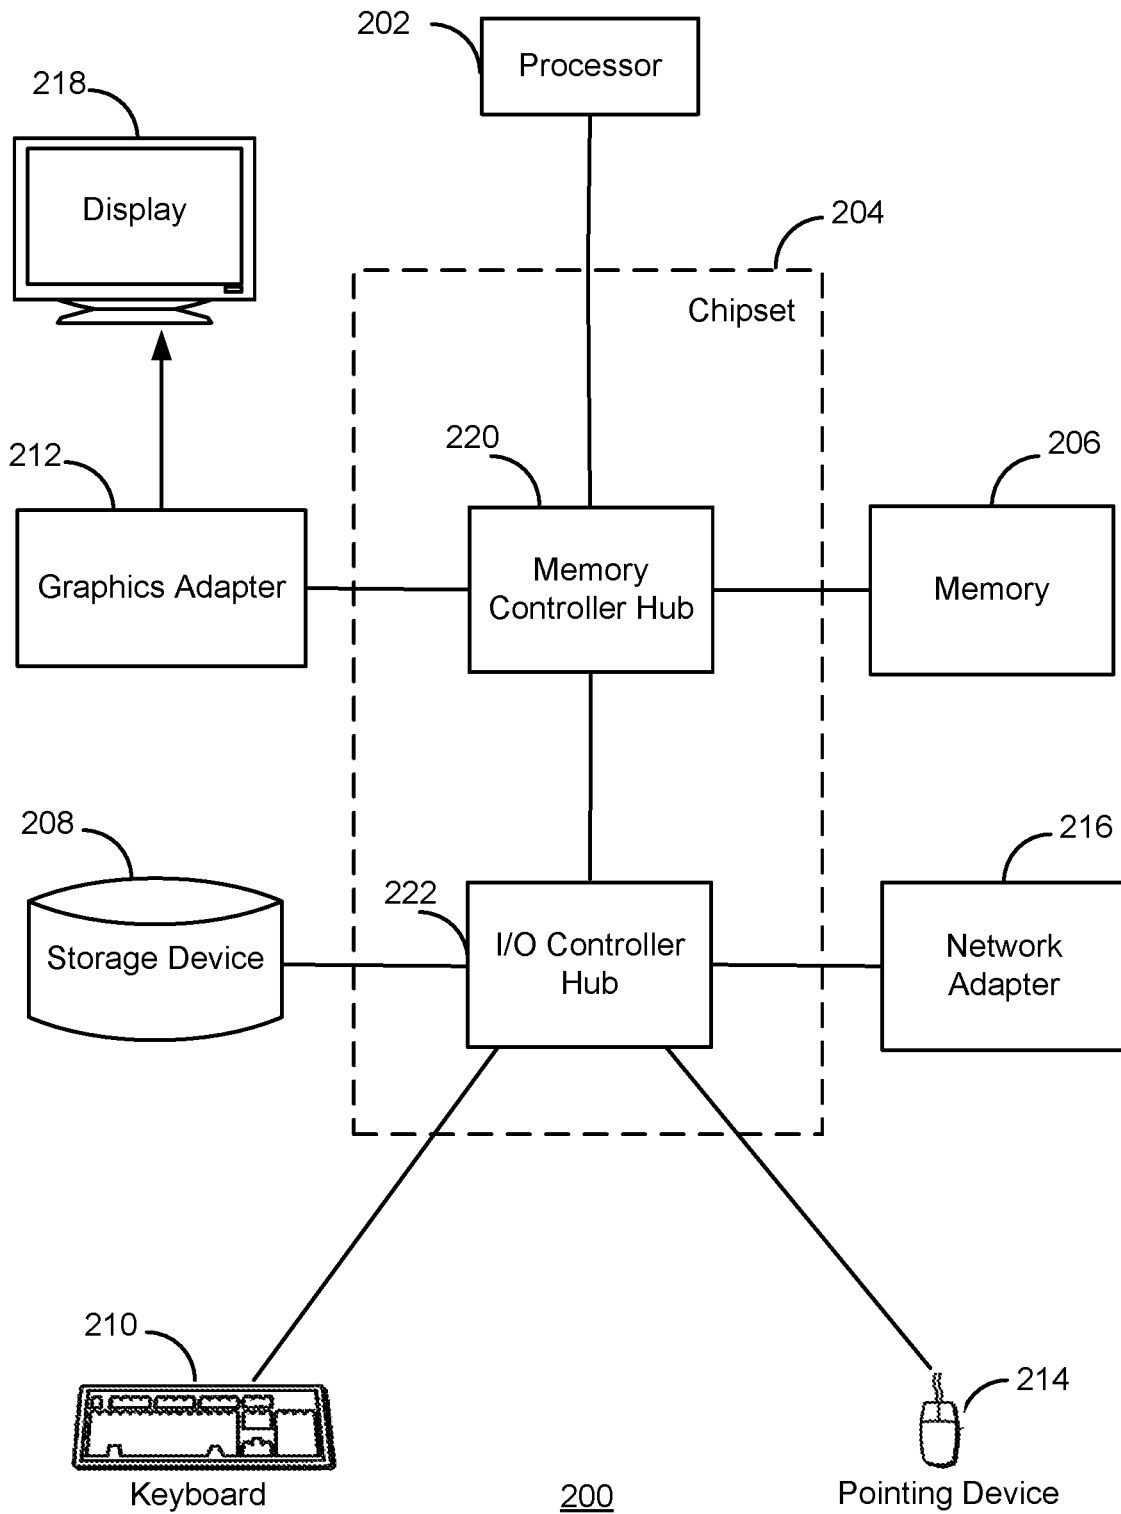 202
Processor
218
Display
204
Chipset
212
Graphics Adapter
220
Memory
Controller Hub
206
Memory
208
Storage Device
222
I/O Controller
Hub
216
Network
Adapter
210
Keyboard
200
214
Pointing Device